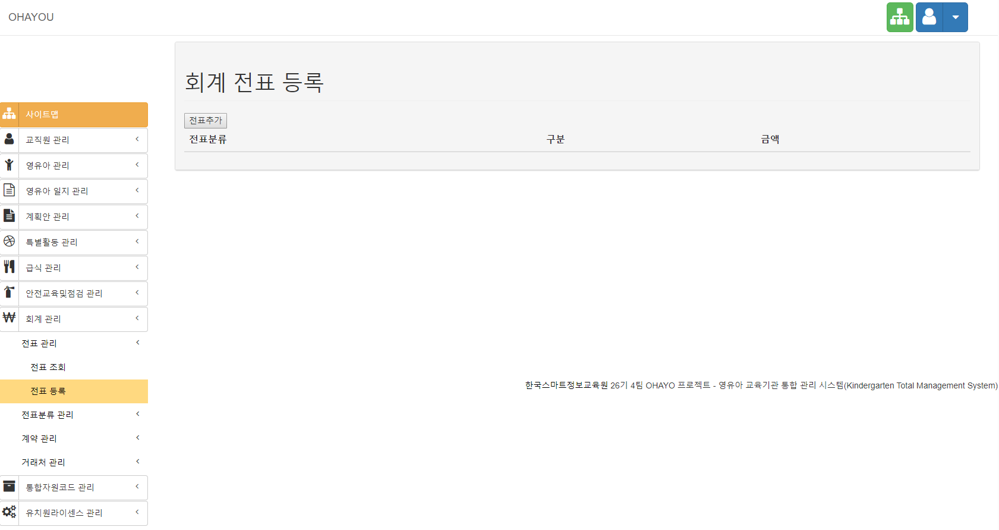 OHAYOU
회계 전표 등록
전표추가
전표분류 구분 금액
사이트맵
교직원 관리
영유아 관리
영유아 일지 관리
계획안 관리
특별활동 관리
급식 관리
안전교육및점검 관리
회계 관리
전표 관리
전표 조회
전표 등록
전표분류 관리
계약 관리
거래처 관리
통합자원코드 관리
유치원라이센스 관리
한국스마트정보교육원 26기 4팀 OHAYO 프로젝트 - 영유아 교육기관 통합 관리 시스템(Kindergarten Total Management System)